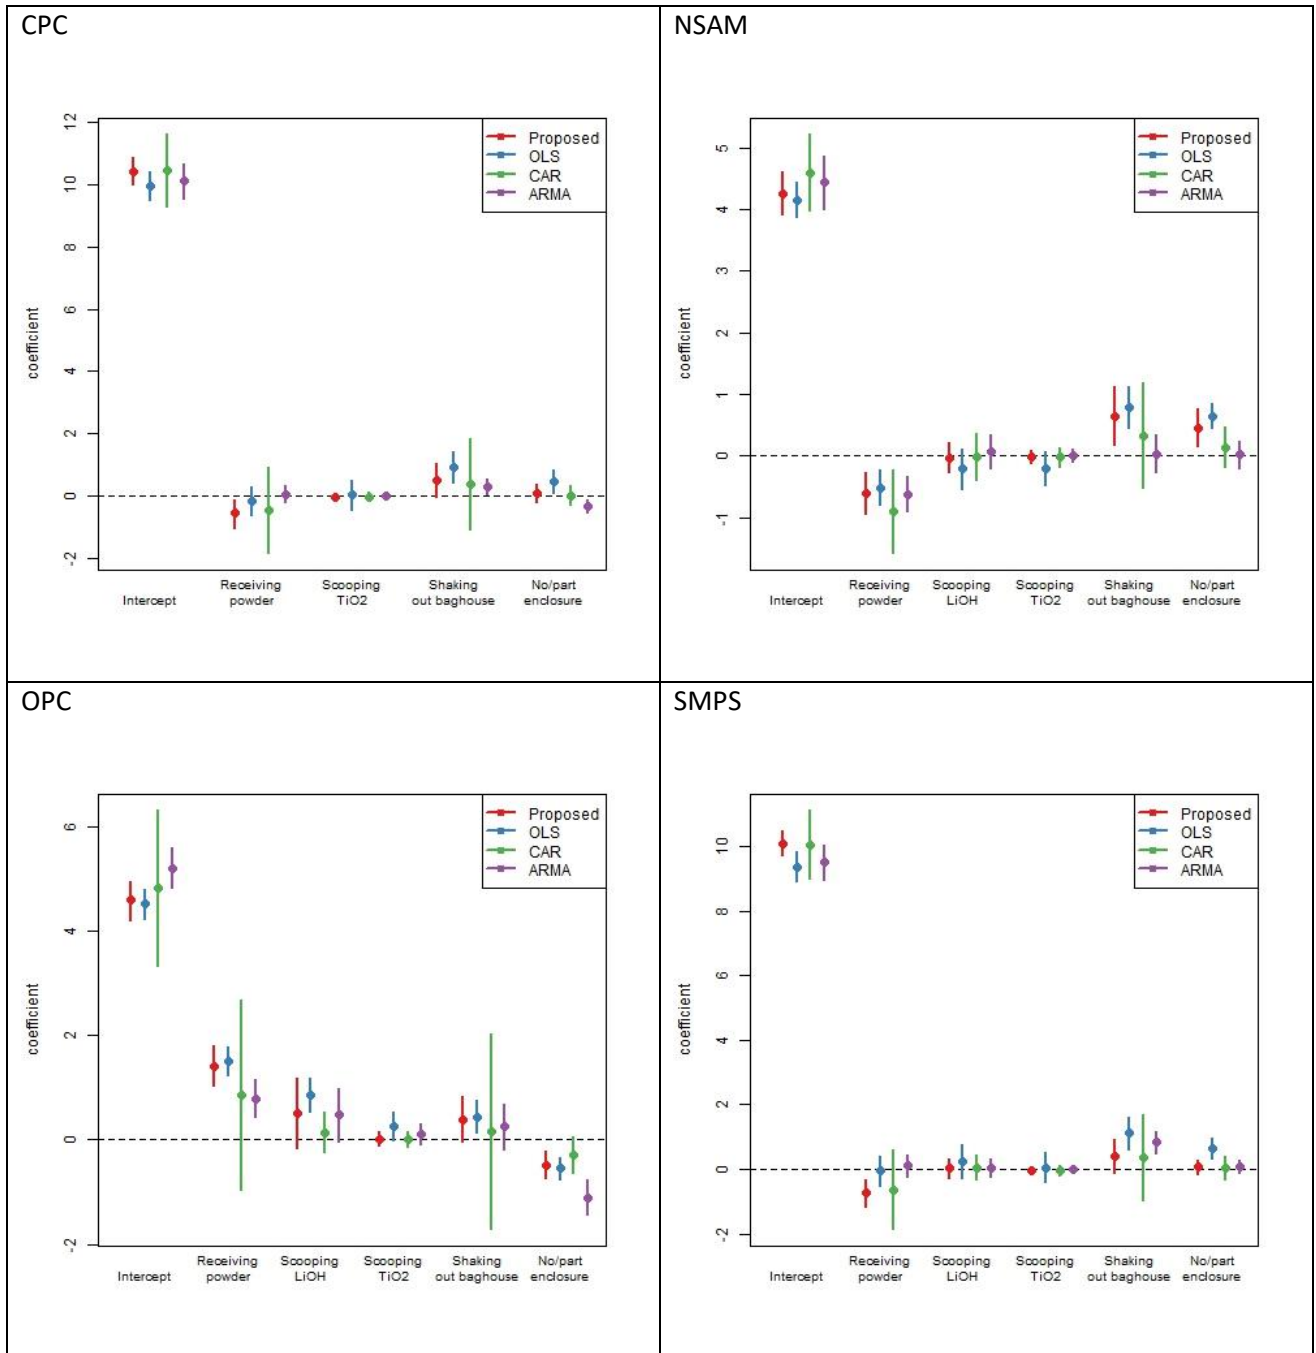 CPC
12
10
8
6
4
2
0
-2
coefficient
Proposed
OLS
CAR
ARMA
Intercept
Receiving
powder
Scooping
TiO2
Shaking
out baghouse
No/part
enclosure
NSAM
5
4
3
2
1
0
-1
coefficient
Proposed
OLS
CAR
ARMA
Intercept
Receiving
powder
Scooping
LiOH
Scooping
TiO2
Shaking
out baghouse
No/part
enclosure
OPC
6
4
2
0
-2
coefficient
Proposed
OLS
CAR
ARMA
Intercept
Receiving
powder
Scooping
LiOH
Scooping
TiO2
Shaking
out baghouse
No/part
enclosure
SMPS
10
8
6
4
2
0
-2
coefficient
Proposed
OLS
CAR
ARMA
Intercept
Receiving
powder
Scooping
LiOH
Scooping
TiO2
Shaking
out baghouse
No/part
enclosure